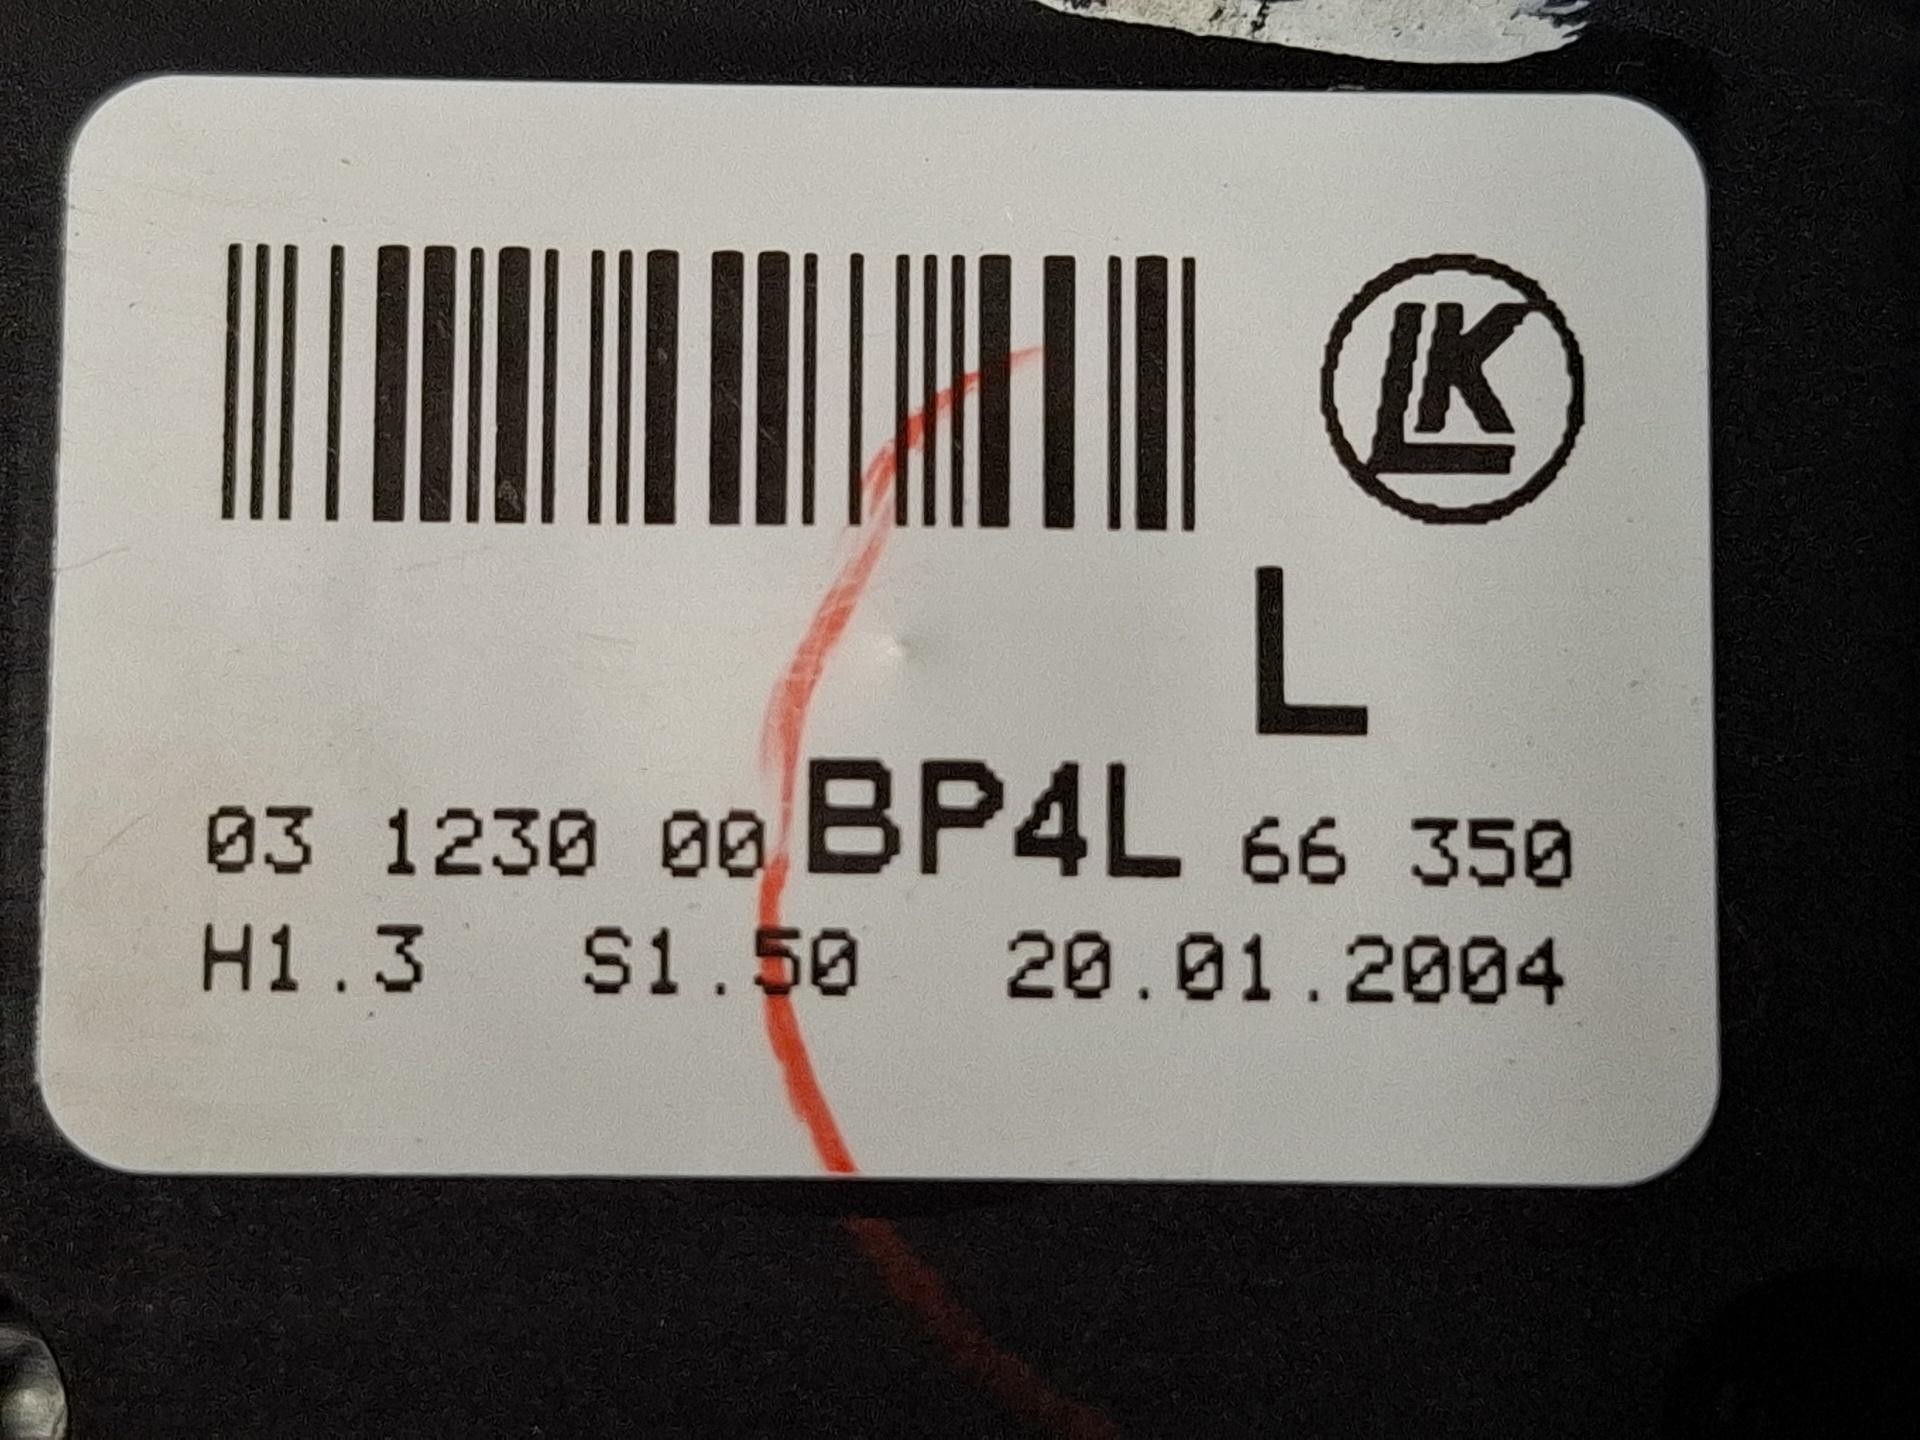 LK
L
03 1230 00 BP4L 66 350
H1.3 S1.50 20.01.2004